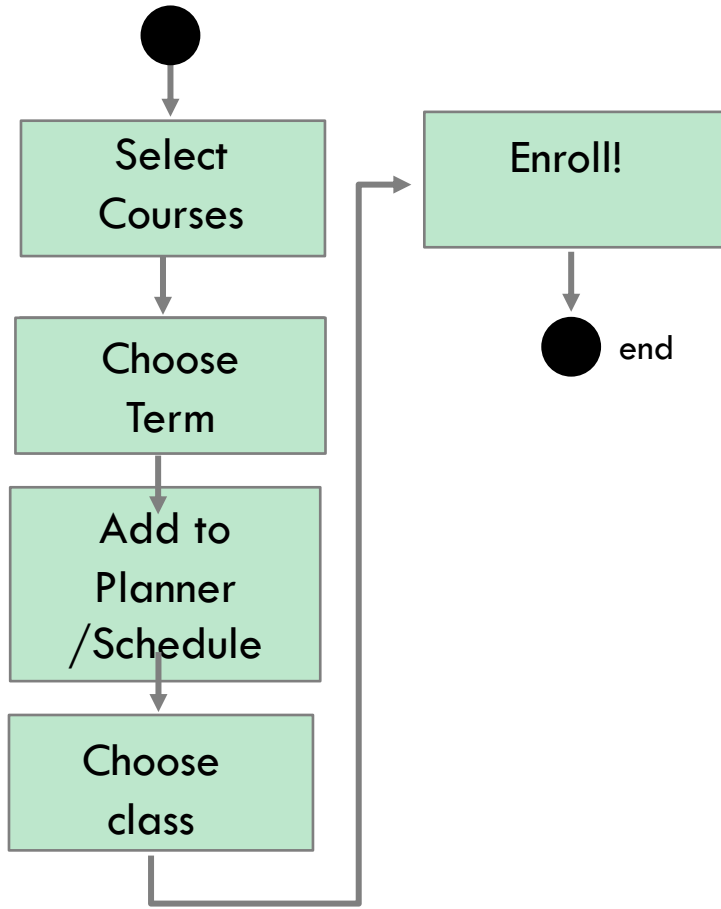 Select
Courses
Choose
Term
Add to
Planner
/Schedule
Choose
class
Enroll!
end